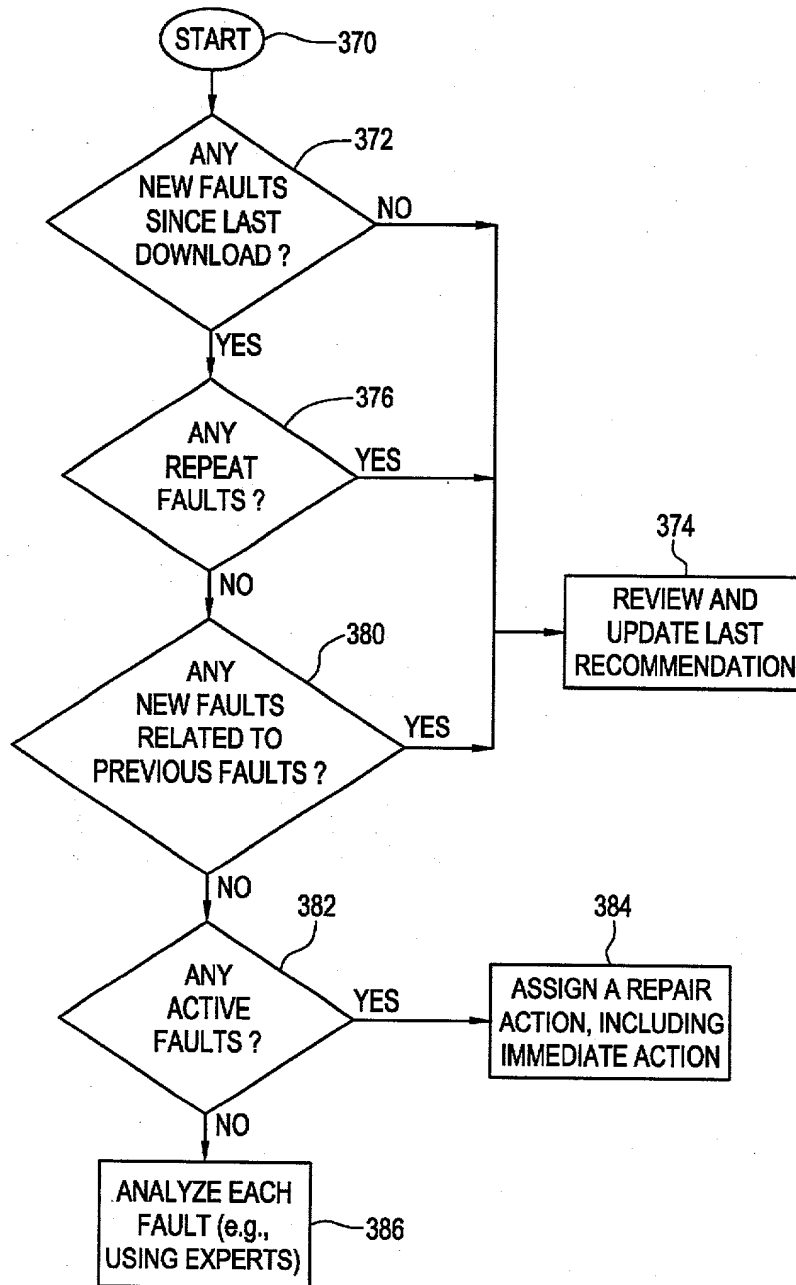 START
370
372
ANY
NEW FAULTS
SINCE LAST
DOWNLOAD ?
NO
YES
376
ANY
REPEAT
FAULTS ?
YES
NO
374
REVIEW AND
UPDATE LAST
RECOMMENDATION
380
ANY
NEW FAULTS
RELATED TO
PREVIOUS FAULTS ?
YES
NO
382
ANY
ACTIVE
FAULTS ?
YES
384
ASSIGN A REPAIR
ACTION, INCLUDING
IMMEDIATE ACTION
NO
ANALYZE EACH
FAULT (e.g.,
USING EXPERTS)
386